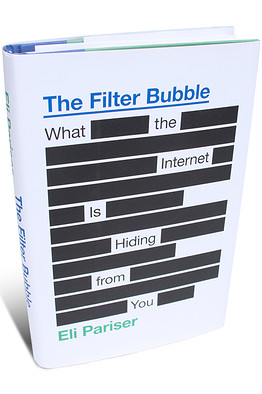 The Filter Bubble
What the
Internet
Is
Hiding
from
You
Eli Pariser
Eli Pariser
The Filter Bubble